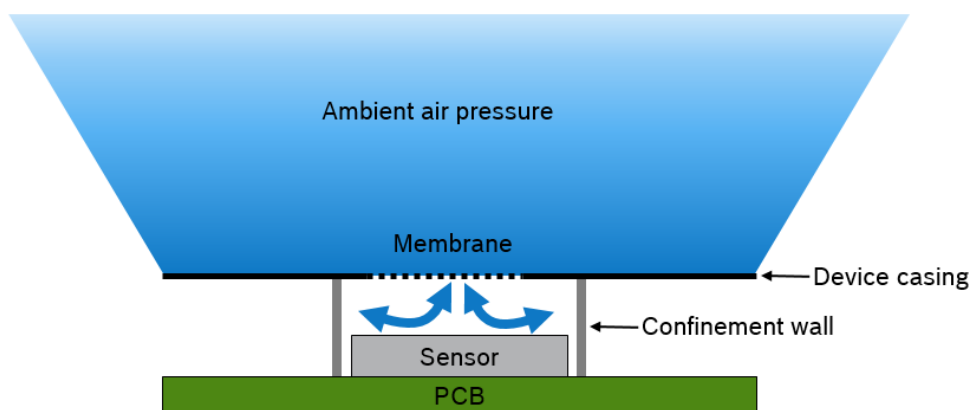 Ambient air pressure
Membrane
Device casing
Confinement wall
Sensor
PCB